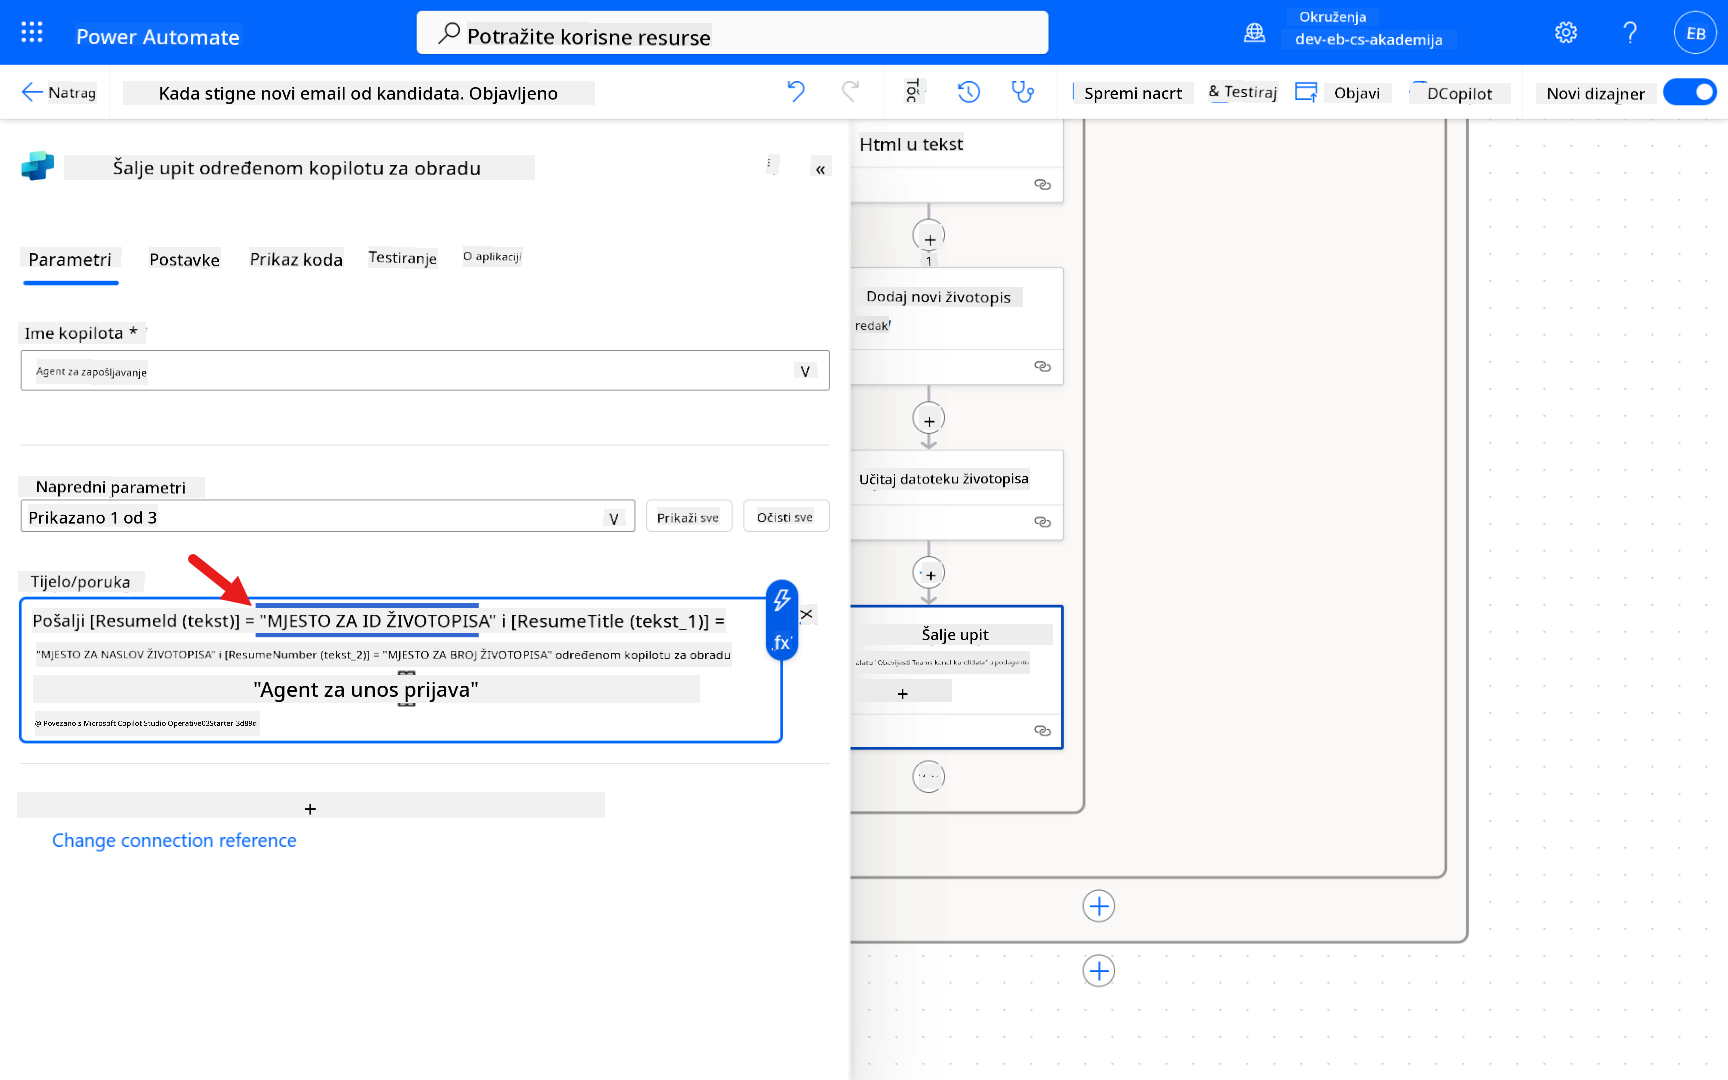 Power Automate
Potražite korisne resurse
Okruženja
dev-eb-cs-akademija
EB
Natrag
Kada stigne novi email od kandidata. Objavljeno
Spremi nacrt
& Testiraj
Objavi
DCopilot
Novi dizajner
Šalje upit određenom kopilotu za obradu
«
Parametri
Postavke
Prikaz koda
Testiranje
O aplikaciji
Ime kopilota *
Agent za zapošljavanje
V
Napredni parametri
Prikazano 1 od 3
V
Prikaži sve
Očisti sve
Tijelo/poruka
Pošalji [ResumeId (tekst)] = "MJESTO ZA ID ŽIVOTOPISA" i [ResumeTitle (tekst_1)] =
"MJESTO ZA NASLOV ŽIVOTOPISA" i [ResumeNumber (tekst_2)] = "MJESTO ZA BROJ ŽIVOTOPISA" određenom kopilotu za obradu
"Agent za unos prijava"
@ Povezano s Microsoft Copilot Studio Operative03Starter 3d89d
fx
+
Change connection reference
Html u tekst
+
1
Dodaj novi životopis
redak
+
Učitaj datoteku životopisa
+
Šalje upit
+